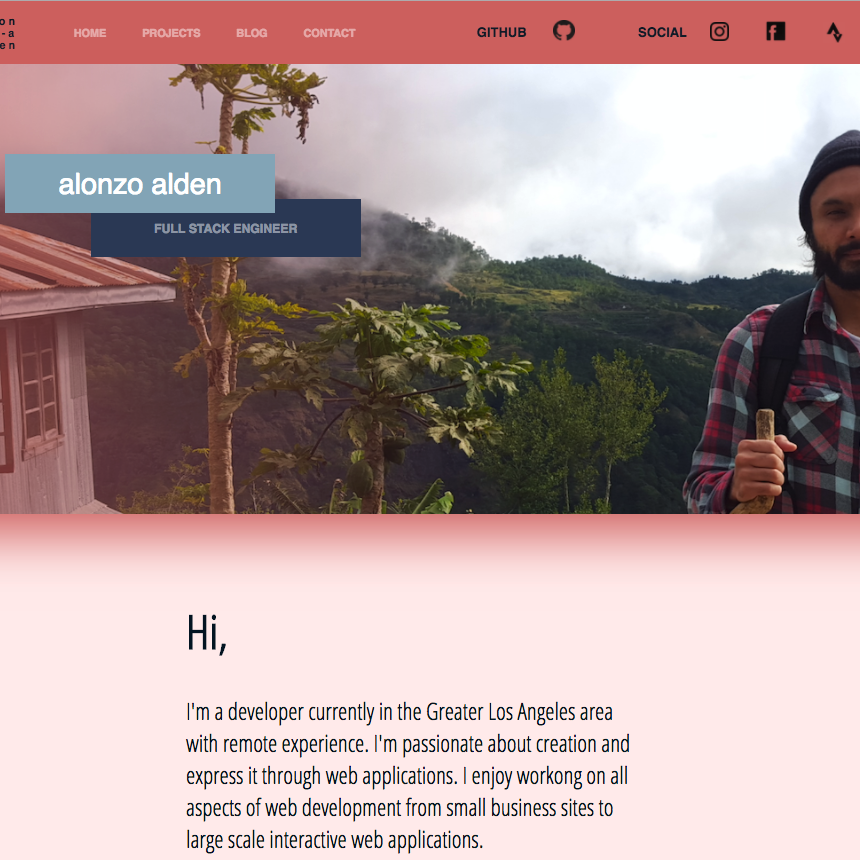 on
-a
en
HOME PROJECTS BLOG CONTACT GITHUB SOCIAL
alonzo alden
FULL STACK ENGINEER
Hi,
I'm a developer currently in the Greater Los Angeles area
with remote experience. I'm passionate about creation and
express it through web applications. I enjoy workong on all
aspects of web development from small business sites to
large scale interactive web applications.